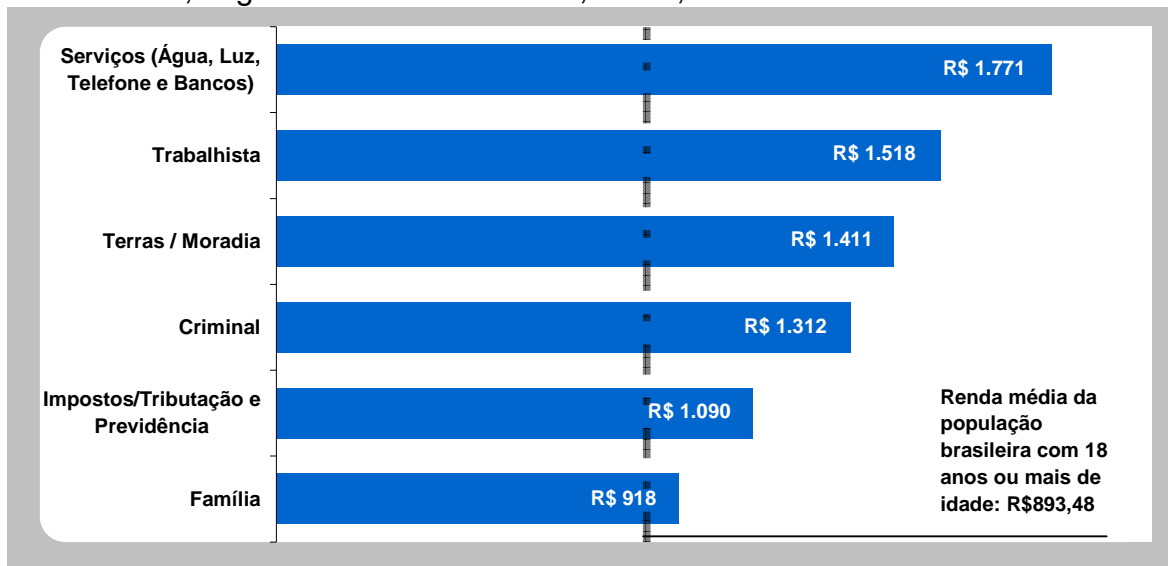 Serviços (Água, Luz,
Telefone e Bancos)
R$ 1.771
Trabalhista
R$ 1.518
Terras / Moradia
R$ 1.411
Criminal
R$ 1.312
Impostos/Tributação e
Previdência
R$ 1.090
Família
R$ 918
Renda média da
população
brasileira com 18
anos ou mais de
idade: R$893,48